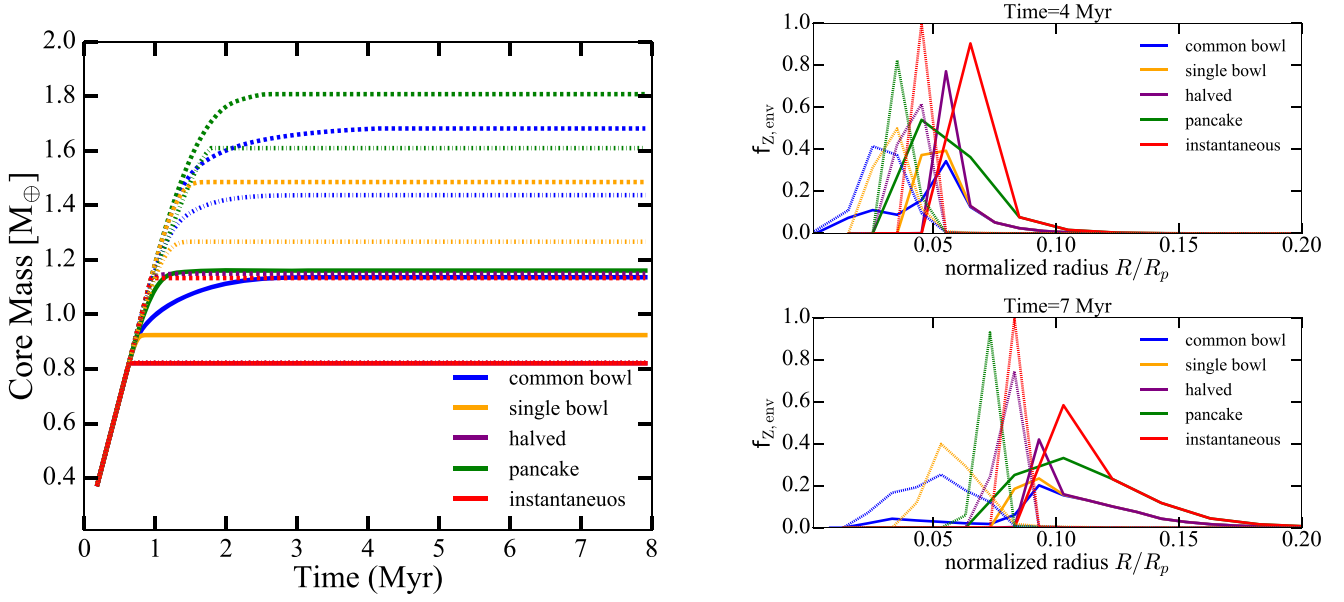 Core Mass [M⊕]
2.0
1.8
1.6
1.4
1.2
1.0
0.8
0.6
0.4
0 1 2 3 4 5 6 7 8
Time (Myr)
common bowl
single bowl
halved
pancake
instantaneuos
Time=4 Myr
f_Z,env
1.0
0.8
0.6
0.4
0.2
0.0
0.05 0.10 0.15 0.20
normalized radius R/R_p
common bowl
single bowl
halved
pancake
instantaneous
Time=7 Myr
f_Z,env
1.0
0.8
0.6
0.4
0.2
0.0
0.05 0.10 0.15 0.20
normalized radius R/R_p
common bowl
single bowl
halved
pancake
instantaneous